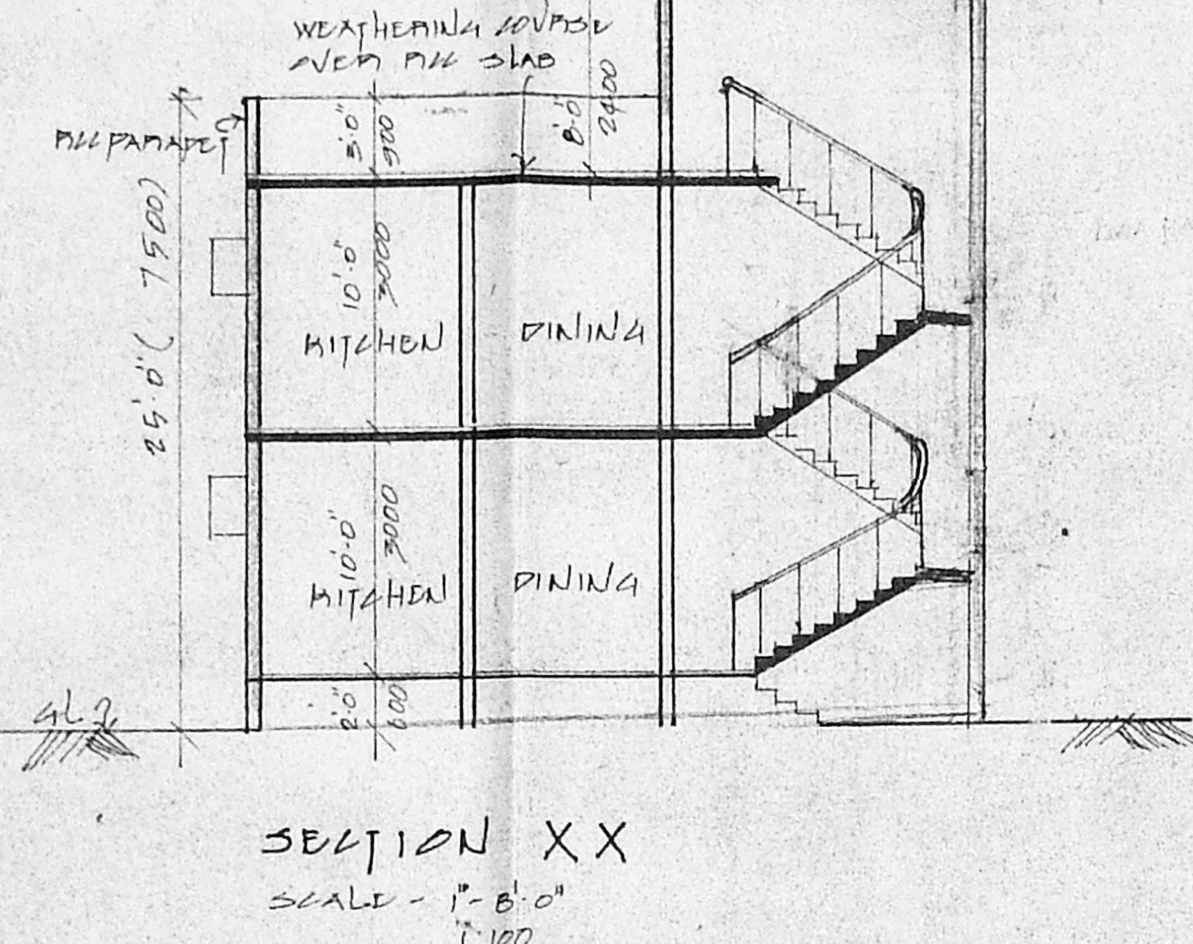 WEATHERING COURSE
OVER RCC SLAB
RCC PARAPET
3'-0"
900
8'-0"
2400
10'-0"
3000
KITCHEN
DINING
25'-0" (7500)
10'-0"
3000
KITCHEN
DINING
2'-0"
600
SECTION XX
SCALE - 1"-8'-0"
1:100